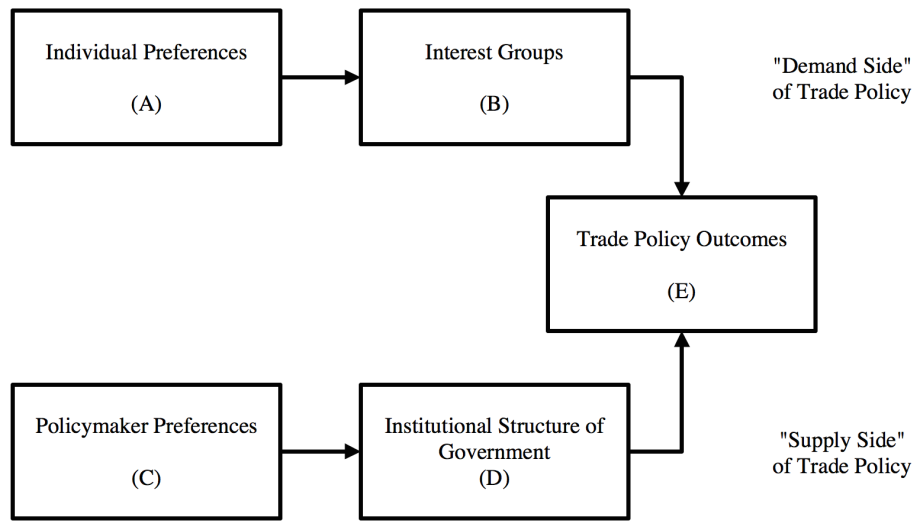 Individual Preferences
(A)
Interest Groups
(B)
"Demand Side"
of Trade Policy
Trade Policy Outcomes
(E)
Policymaker Preferences
(C)
Institutional Structure of
Government
(D)
"Supply Side"
of Trade Policy